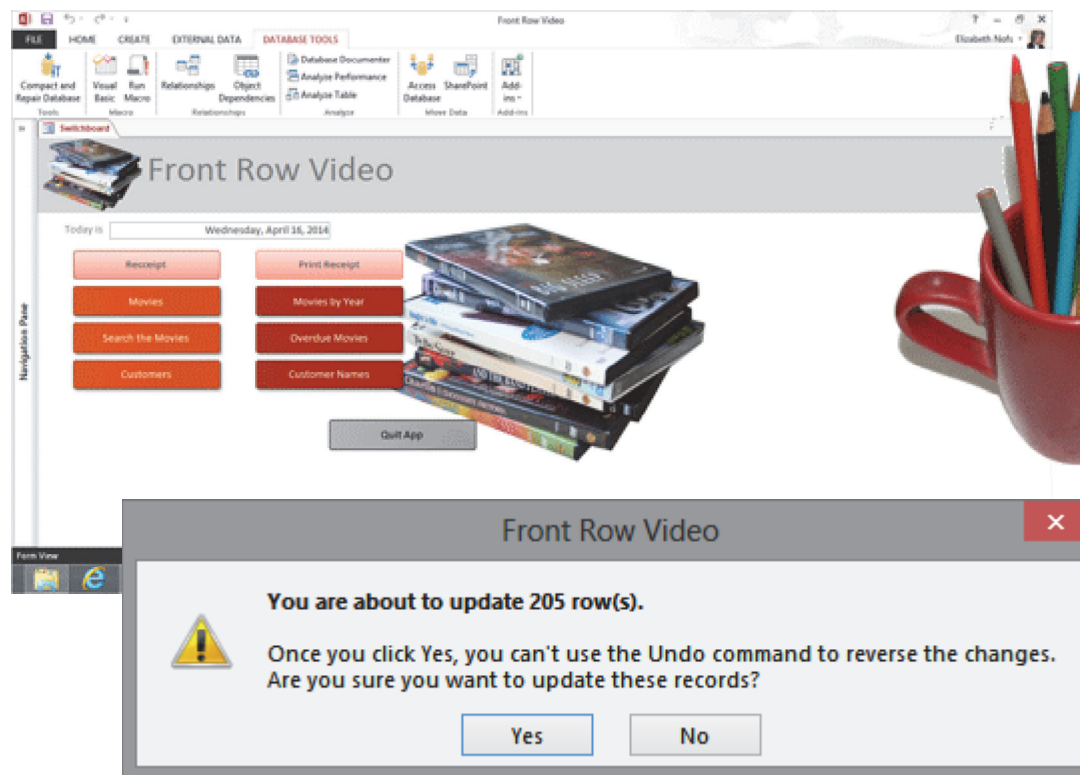 Front Row Video
? – X
FILE HOME CREATE EXTERNAL DATA DATABASE TOOLS
Elizabeth Nofs
Compact and Repair Database
Visual Basic
Run Macro
Relationships
Object Dependencies
Database Documenter
Analyze Performance
Analyze Table
Access Database
SharePoint
Add-ins
Tools Macro Relationships Analyze Move Data Add-ins
Switchboard
Front Row Video
Today is Wednesday, April 16, 2014
Resceipt Print Receipt
Movies Movies by Year
Search the Movies Overdue Movies
Customers Customer Names
Quit App
Navigation Pane
Form View
Front Row Video
You are about to update 205 row(s).
Once you click Yes, you can't use the Undo command to reverse the changes.
Are you sure you want to update these records?
Yes No